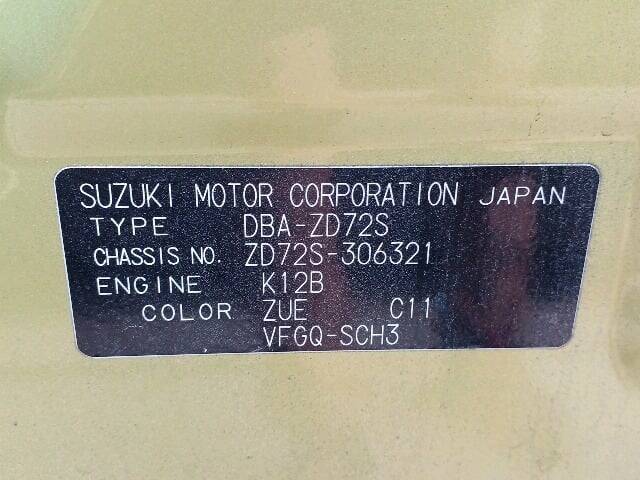 SUZUKI MOTOR CORPORATION JAPAN
TYPE DBA-ZD72S
CHASSIS NO. ZD72S-306321
ENGINE K12B
COLOR ZUE C11
VFGQ-SCH3